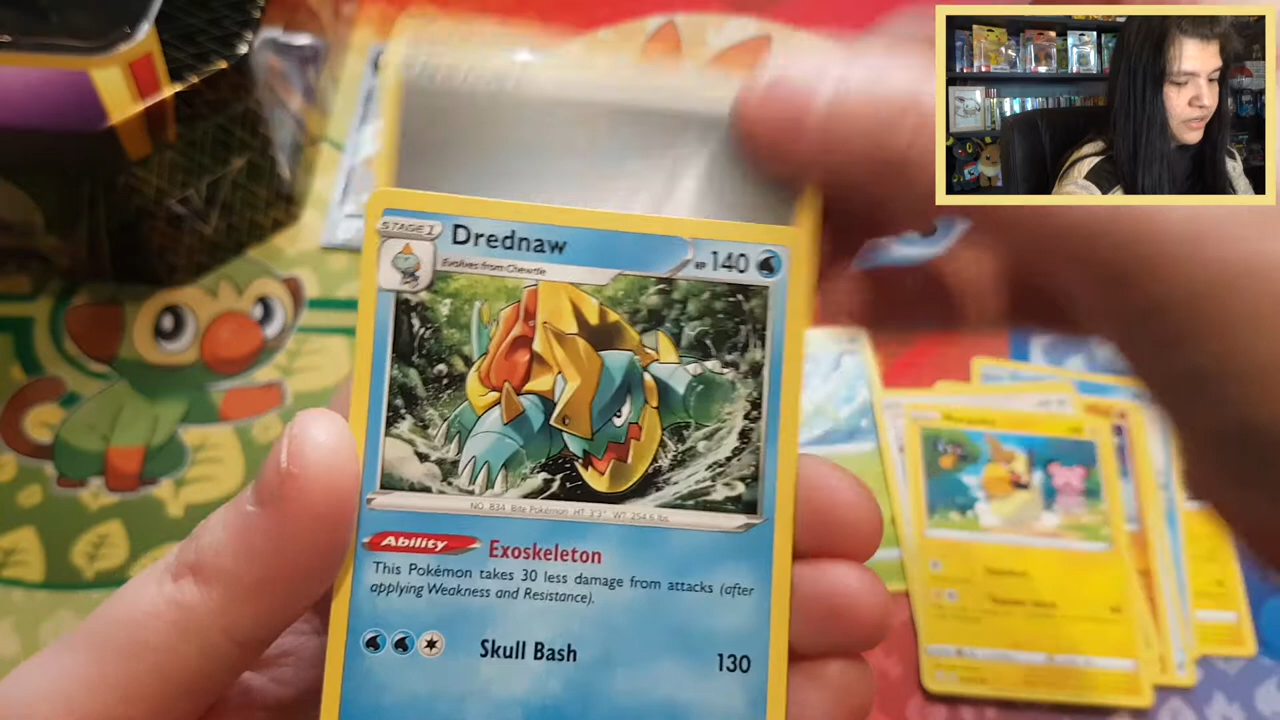 STAGE 1
Drednaw
HP 140
Evolves from Chewtle
NO. 834 Bite Pokémon HT 3'3" WT 254.6 lbs.
Ability Exoskeleton
This Pokémon takes 30 less damage from attacks (after
applying Weakness and Resistance).
Skull Bash 130